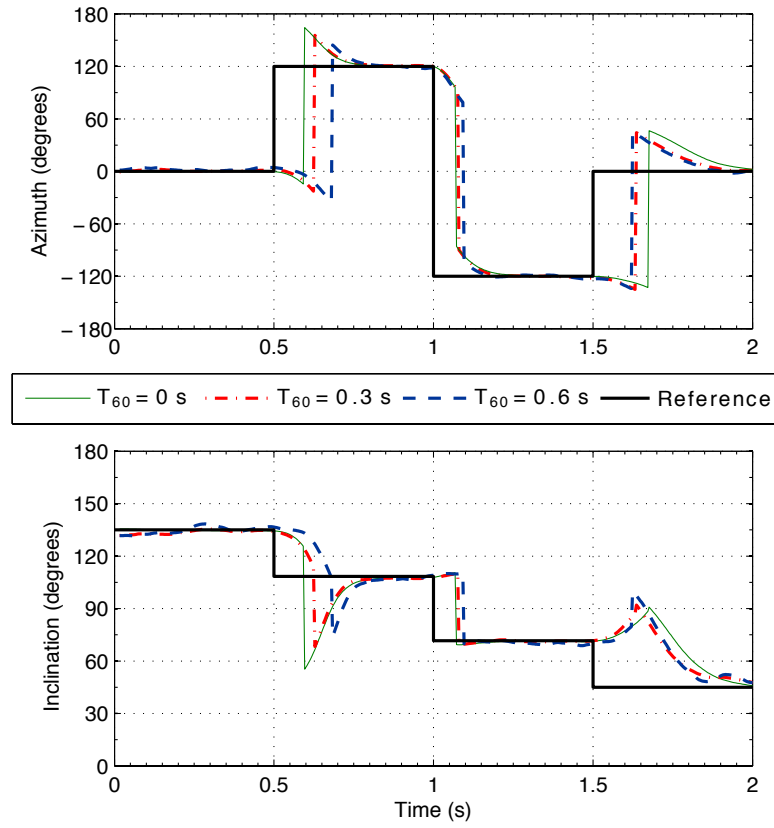 180
120
60
0
−60
−120
−180
Azimuth (degrees)
0 0.5 1 1.5 2
T60 = 0 s T60 = 0.3 s T60 = 0.6 s Reference
180
150
120
90
60
30
0
Inclination (degrees)
0 0.5 1 1.5 2
Time (s)